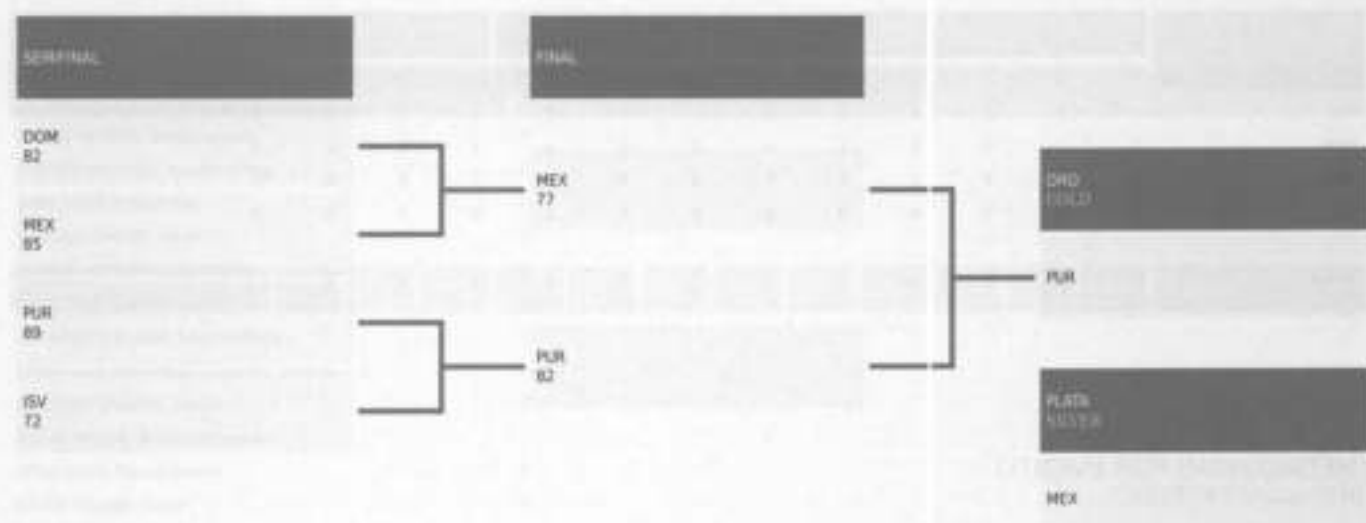 SEMIFINAL
FINAL
DOM
82
MEX
85
PUR
89
ISV
72
MEX
77
PUR
82
ORO
GOLD
PUR
PLATA
SILVER
MEX